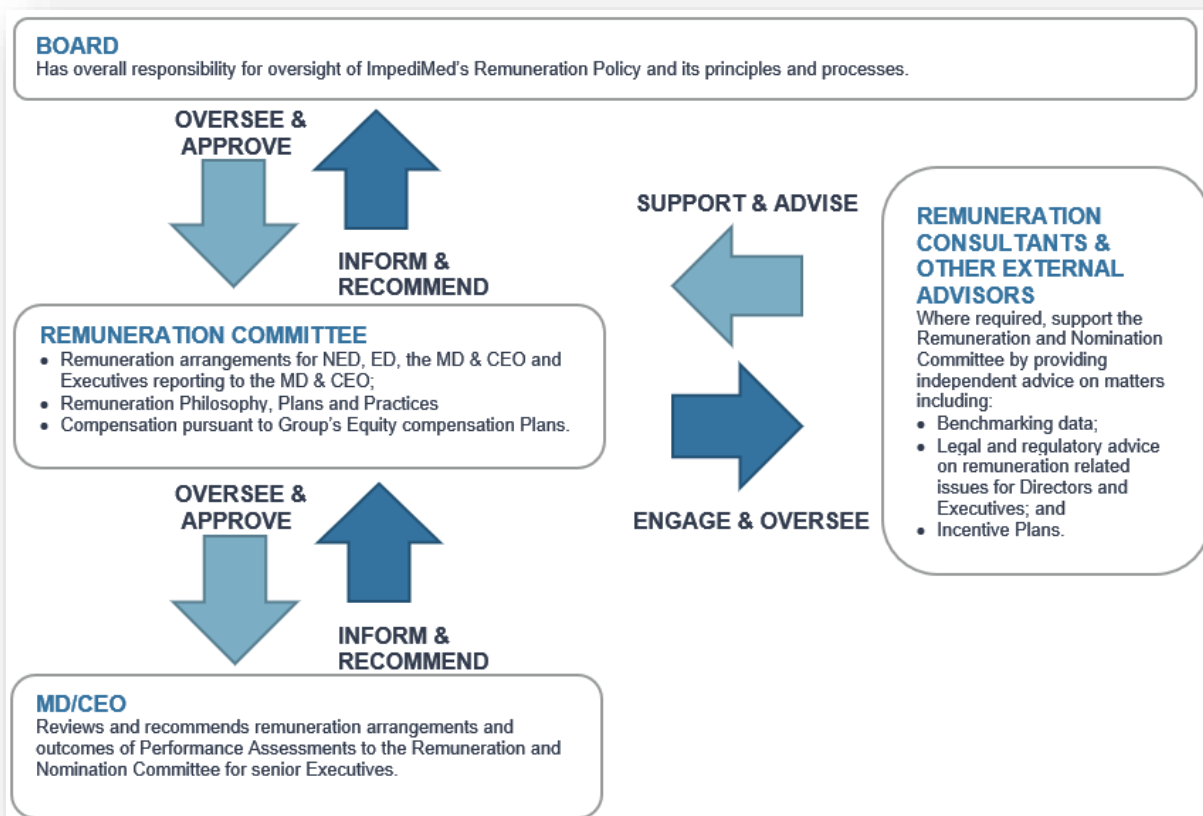 BOARD
Has overall responsibility for oversight of ImpediMed's Remuneration Policy and its principles and processes.
OVERSEE &
APPROVE
INFORM &
RECOMMEND
REMUNERATION COMMITTEE
• Remuneration arrangements for NED, ED, the MD & CEO and
Executives reporting to the MD & CEO;
• Remuneration Philosophy, Plans and Practices
• Compensation pursuant to Group's Equity compensation Plans.
OVERSEE &
APPROVE
INFORM &
RECOMMEND
MD/CEO
Reviews and recommends remuneration arrangements and
outcomes of Performance Assessments to the Remuneration and
Nomination Committee for senior Executives.
SUPPORT & ADVISE
ENGAGE & OVERSEE
REMUNERATION
CONSULTANTS &
OTHER EXTERNAL
ADVISORS
Where required, support the
Remuneration and Nomination
Committee by providing
independent advice on matters
including:
• Benchmarking data;
• Legal and regulatory advice
on remuneration related
issues for Directors and
Executives; and
• Incentive Plans.